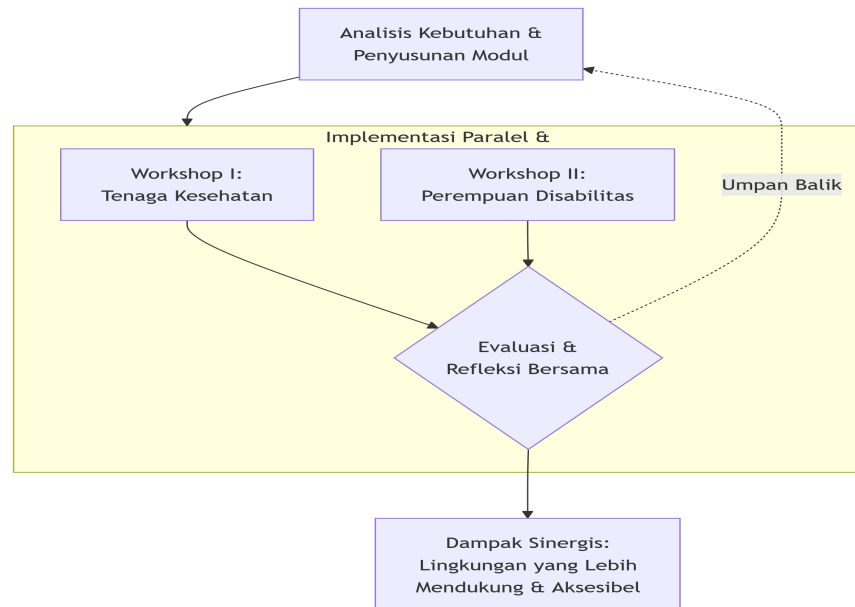 Analisis Kebutuhan &
Penyusunan Modul
Implementasi Paralel &
Workshop I:
Tenaga Kesehatan
Workshop II:
Perempuan Disabilitas
Umpan Balik
Evaluasi &
Refleksi Bersama
Dampak Sinergis:
Lingkungan yang Lebih
Mendukung & Aksesibel